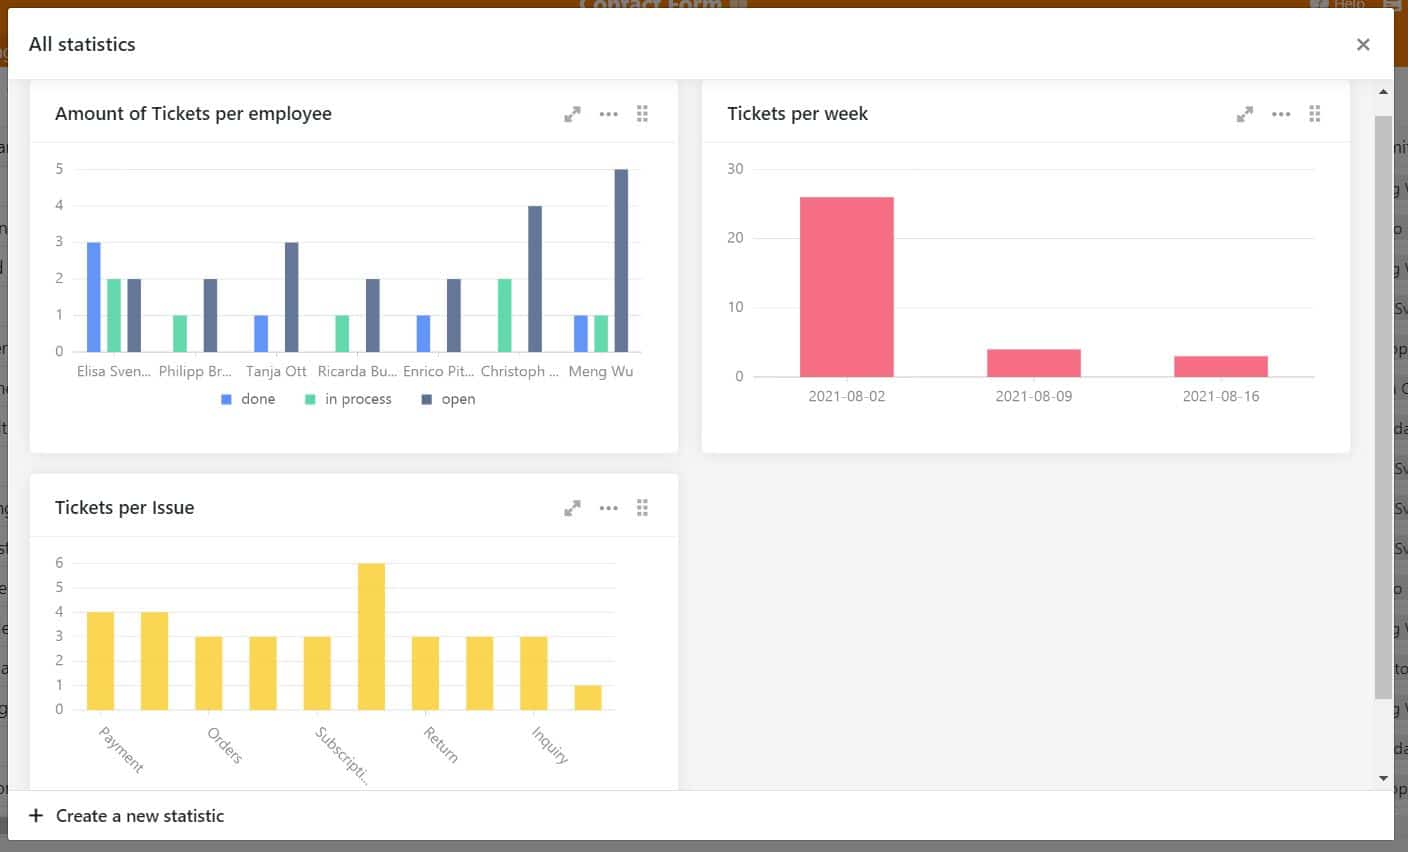 Contact Form
Help
All statistics
Amount of Tickets per employee
5
4
3
2
1
0
Elisa Sven... Philipp Br... Tanja Ott Ricarda Bu... Enrico Pit... Christoph ... Meng Wu
done in process open
Tickets per week
30
20
10
0
2021-08-02 2021-08-09 2021-08-16
Tickets per Issue
6
5
4
3
2
1
0
Payment Orders Subscripti... Return Inquiry
Create a new statistic